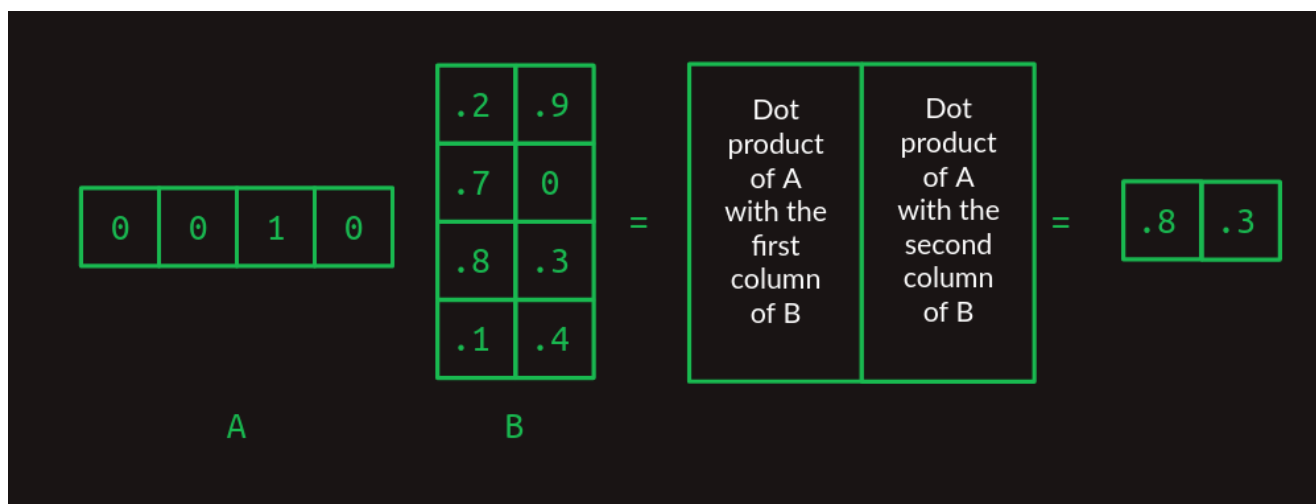 .2 .9
Dot product of A with the first column of B
Dot product of A with the second column of B
.7 0
0 0 1 0
=
=
.8 .3
.8 .3
.1 .4
A
B